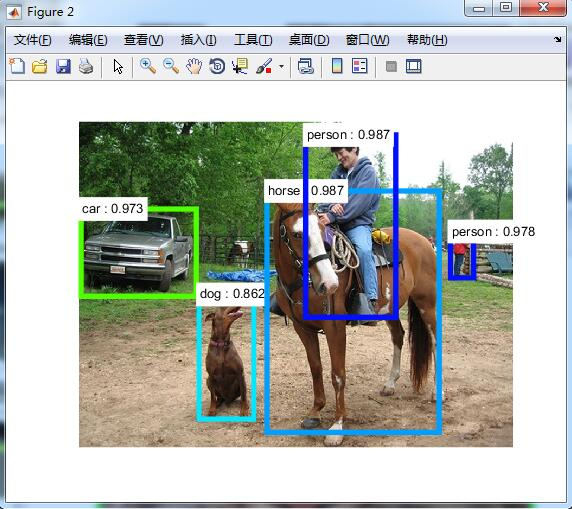 Figure 2
文件(F) 编辑(E) 查看(V) 插入(I) 工具(T) 桌面(D) 窗口(W) 帮助(H)
person : 0.987
horse : 0.987
car : 0.973
person : 0.978
dog : 0.862